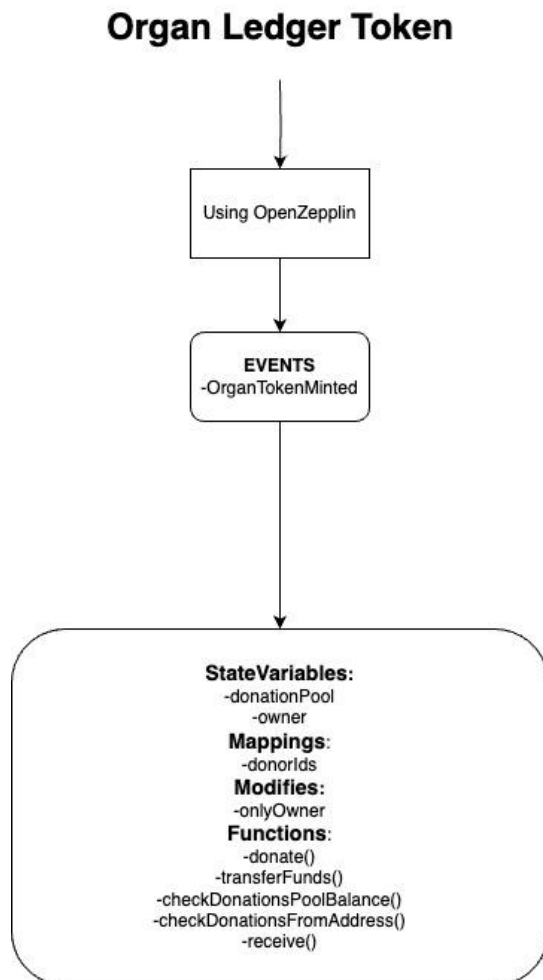 Organ Ledger Token
Using OpenZepplin
EVENTS
-OrganTokenMinted
StateVariables:
-donationPool
-owner
Mappings:
-donorIds
Modifies:
-onlyOwner
Functions:
-donate()
-transferFunds()
-checkDonationsPoolBalance()
-checkDonationsFromAddress()
-receive()